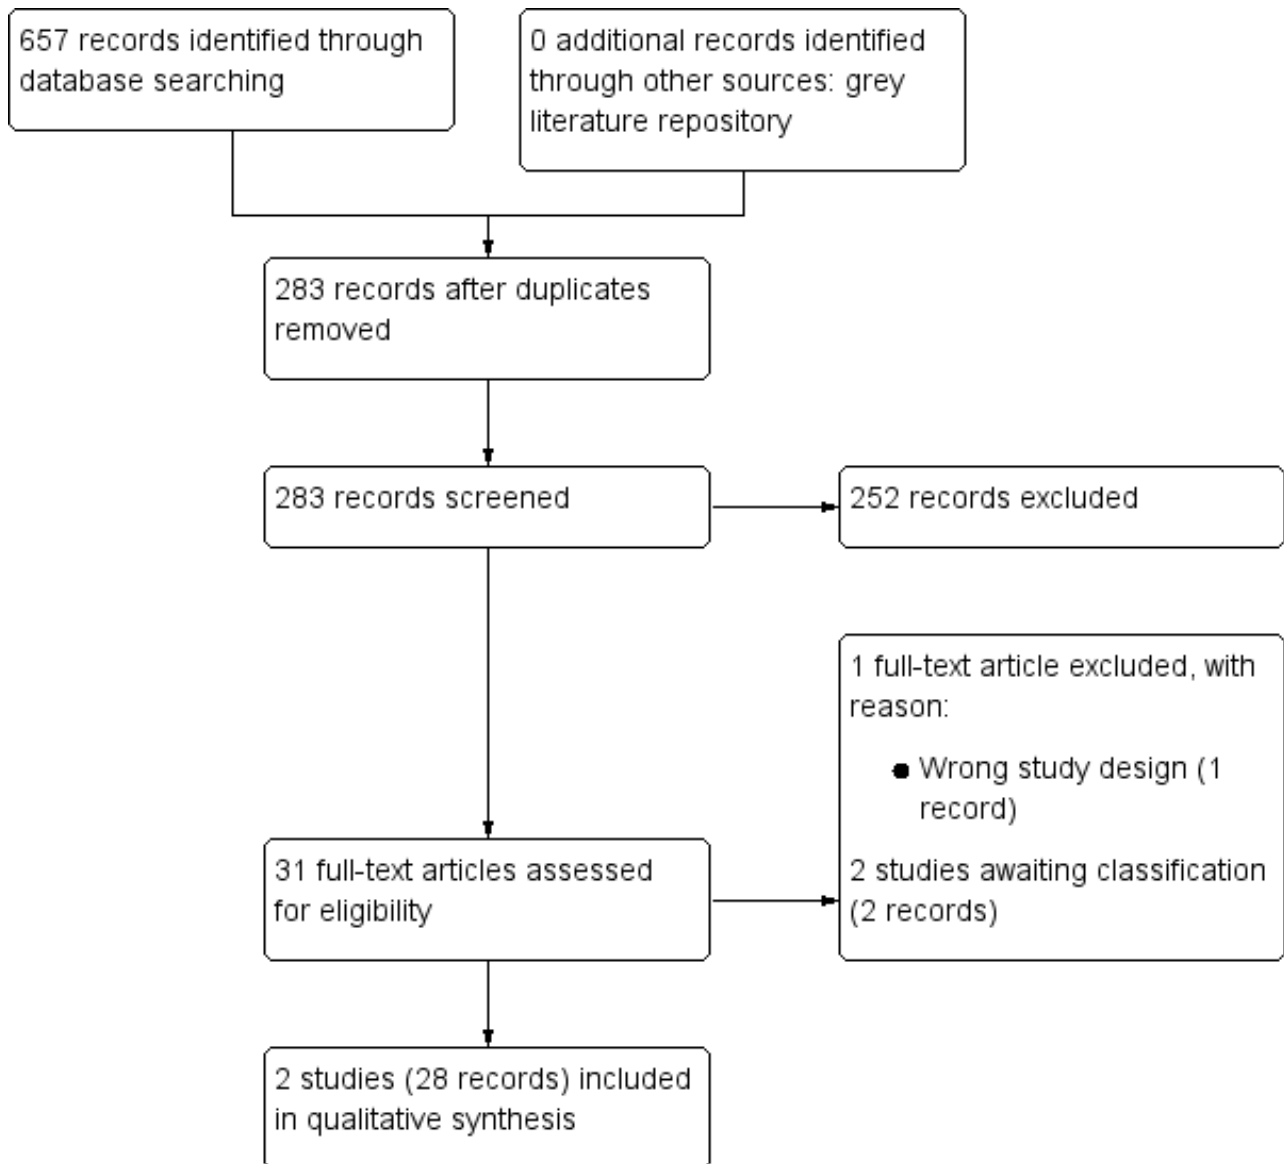 657 records identified through
database searching
0 additional records identified
through other sources: grey
literature repository
283 records after duplicates
removed
283 records screened
252 records excluded
1 full-text article excluded, with
reason:
● Wrong study design (1
record)
2 studies awaiting classification
(2 records)
31 full-text articles assessed
for eligibility
2 studies (28 records) included
in qualitative synthesis